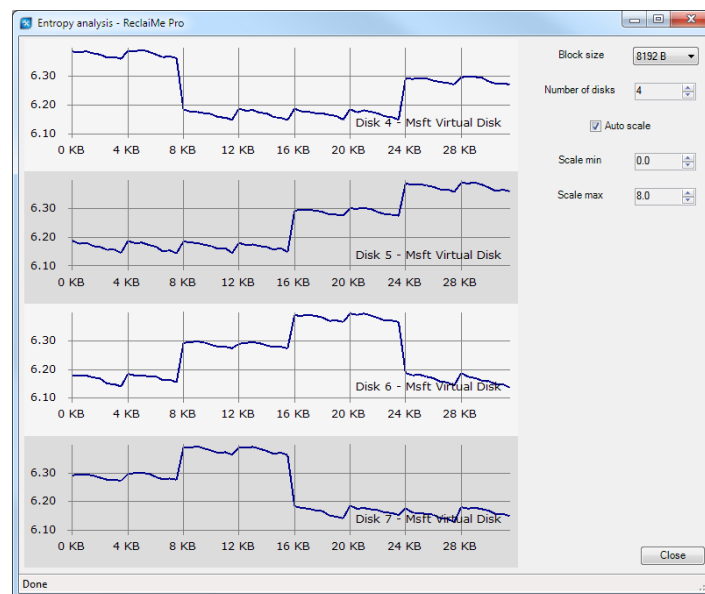 Entropy analysis - ReclaiMe Pro
6.30
6.20
6.10
Disk 4 - Msft Virtual Disk
0 KB 4 KB 8 KB 12 KB 16 KB 20 KB 24 KB 28 KB
6.30
6.20
6.10
Disk 5 - Msft Virtual Disk
0 KB 4 KB 8 KB 12 KB 16 KB 20 KB 24 KB 28 KB
6.30
6.20
6.10
Disk 6 - Msft Virtual Disk
0 KB 4 KB 8 KB 12 KB 16 KB 20 KB 24 KB 28 KB
6.30
6.20
6.10
Disk 7 - Msft Virtual Disk
0 KB 4 KB 8 KB 12 KB 16 KB 20 KB 24 KB 28 KB
Block size 8192 B
Number of disks 4
Auto scale
Scale min 0.0
Scale max 8.0
Close
Done